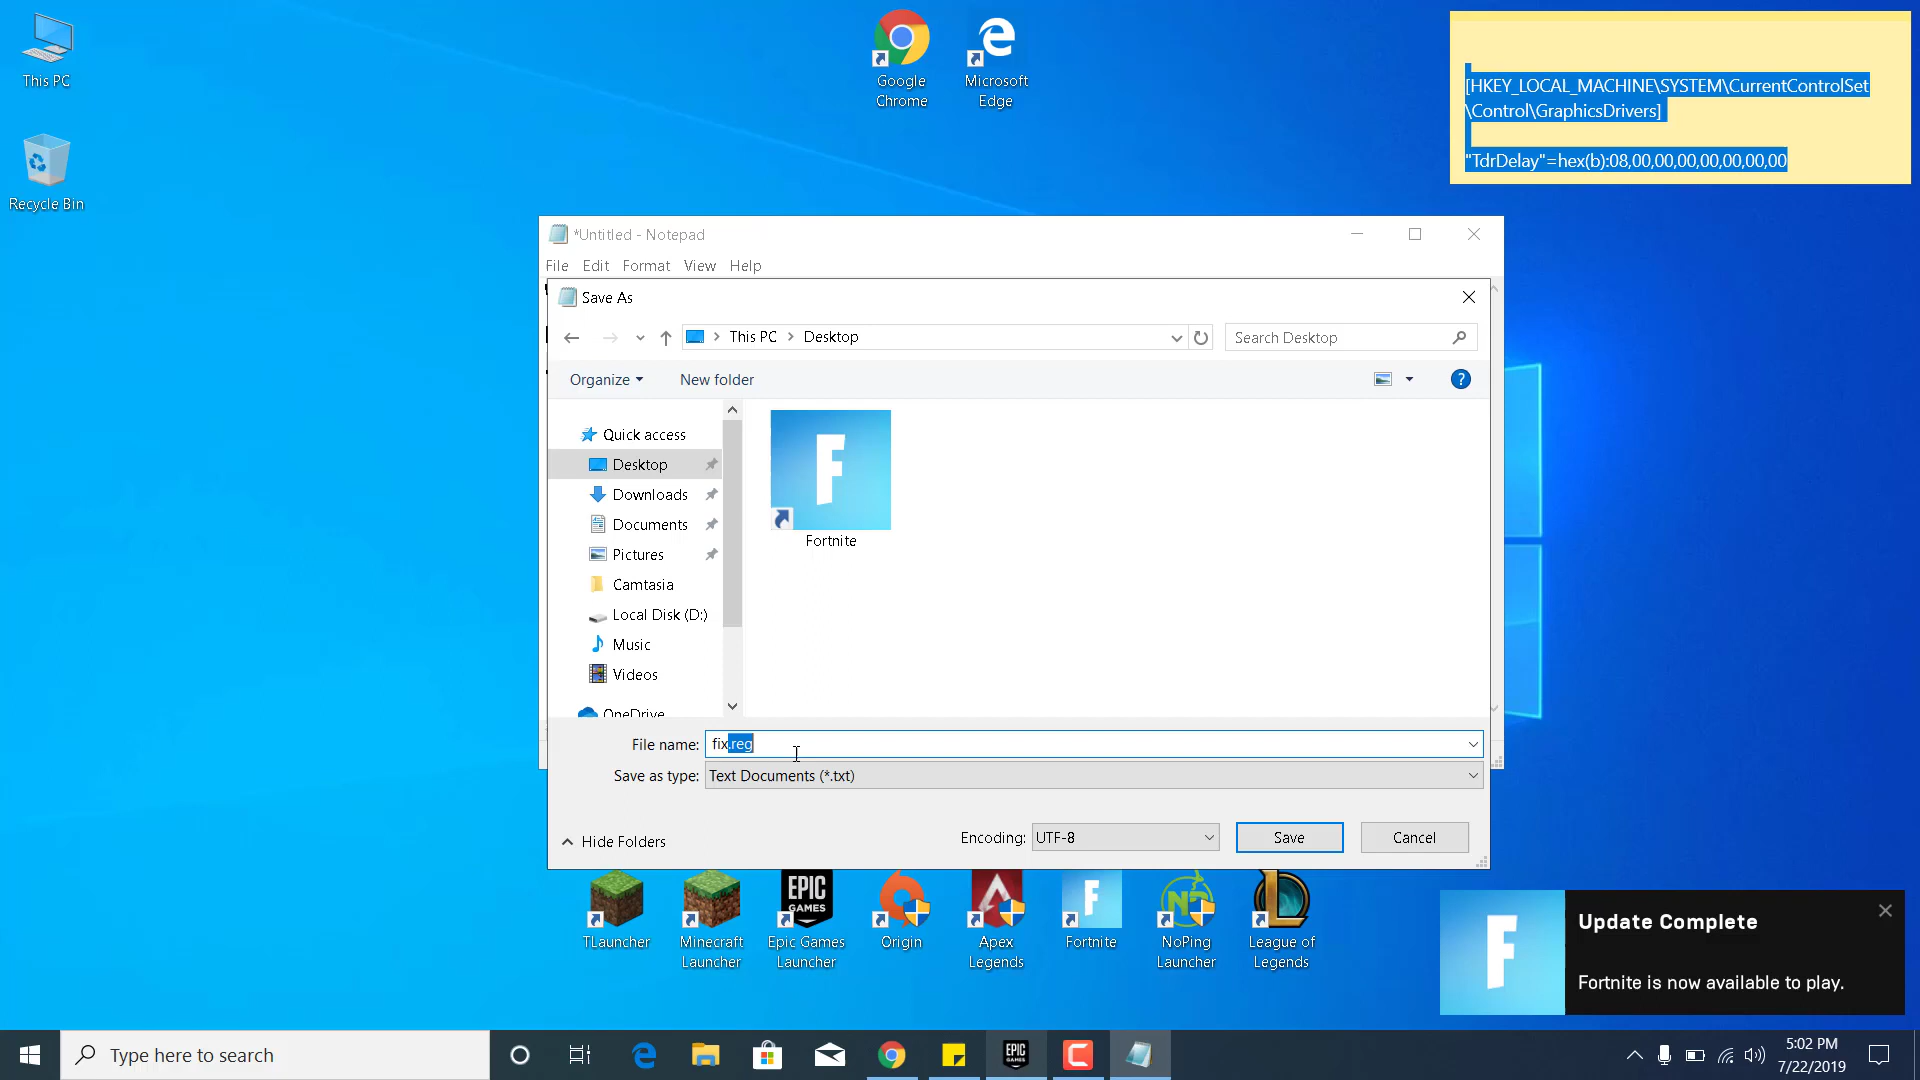 This PC
Recycle Bin
Google
Chrome
Microsoft
Edge
[HKEY_LOCAL_MACHINE\SYSTEM\CurrentControlSet
\Control\GraphicsDrivers]
"TdrDelay"=hex(b):08,00,00,00,00,00,00,00
*Untitled - Notepad
File Edit Format View Help
Save As
This PC > Desktop
Search Desktop
Organize
New folder
Quick access
Desktop
Downloads
Documents
Pictures
Camtasia
Local Disk (D:)
Music
Videos
OneDrive
Fortnite
File name: fix.reg
Save as type: Text Documents (*.txt)
Hide Folders
Encoding: UTF-8
Save
Cancel
TLauncher
Minecraft
Launcher
EPIC
GAMES
Epic Games
Launcher
Origin
Apex
Legends
Fortnite
NoPing
Launcher
League of
Legends
Update Complete
Fortnite is now available to play.
Type here to search
EPIC
5:02 PM
7/22/2019